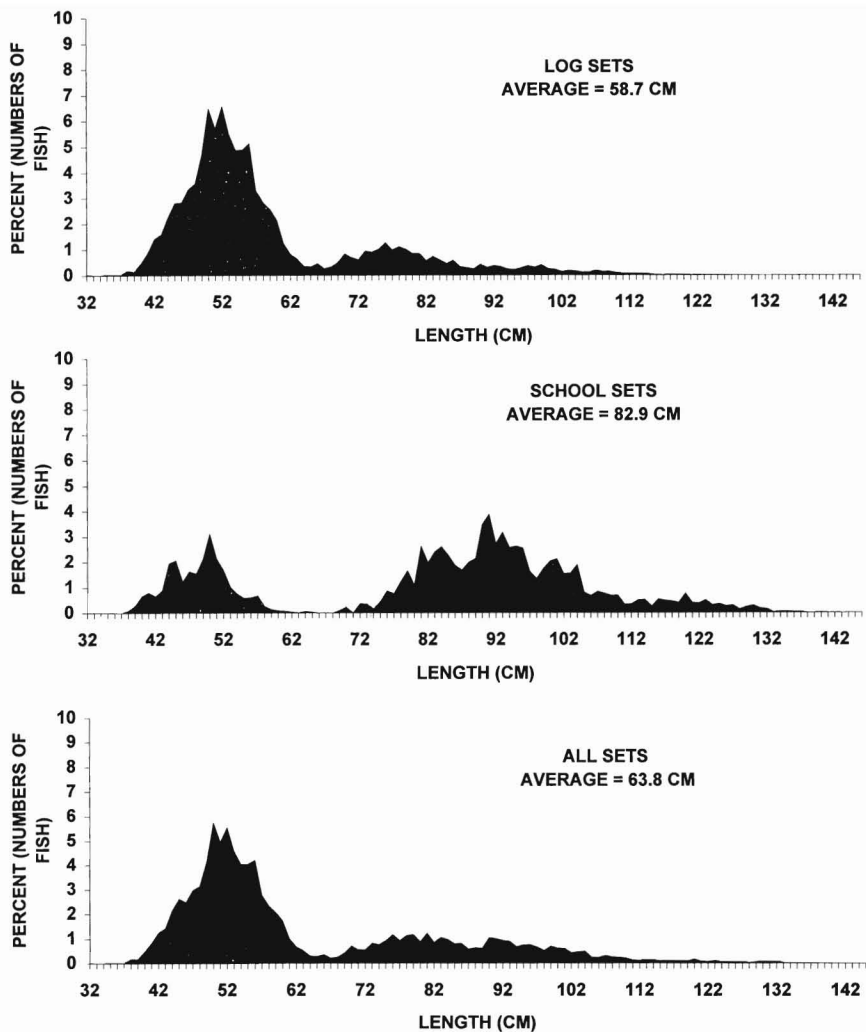 10
9
8
7
6
5
4
3
2
1
0
PERCENT (NUMBERS OF
FISH)
LOG SETS
AVERAGE = 58.7 CM
32 42 52 62 72 82 92 102 112 122 132 142
LENGTH (CM)
10
9
8
7
6
5
4
3
2
1
0
PERCENT (NUMBERS OF
FISH)
SCHOOL SETS
AVERAGE = 82.9 CM
32 42 52 62 72 82 92 102 112 122 132 142
LENGTH (CM)
10
9
8
7
6
5
4
3
2
1
0
PERCENT (NUMBERS OF
FISH)
ALL SETS
AVERAGE = 63.8 CM
32 42 52 62 72 82 92 102 112 122 132 142
LENGTH (CM)